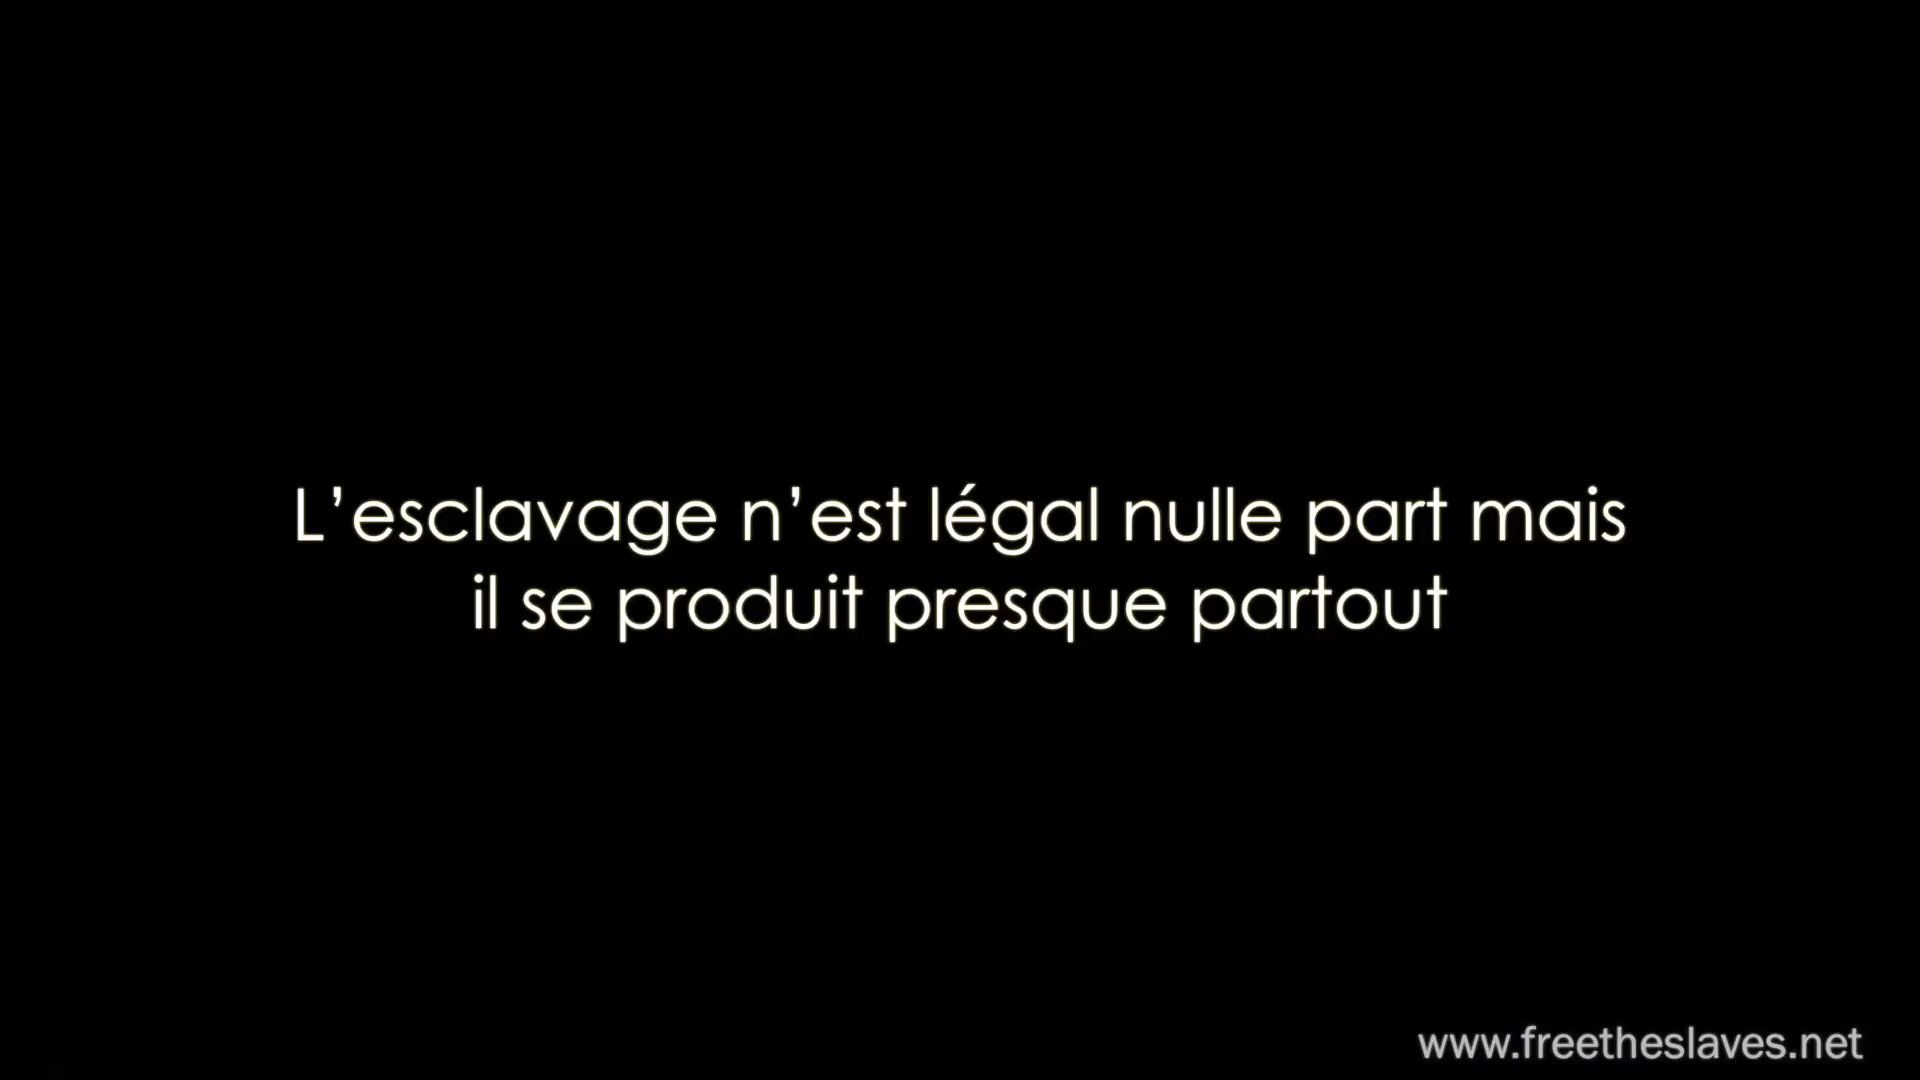 L’esclavage n’est légal nulle part mais
il se produit presque partout
www.freetheslaves.net